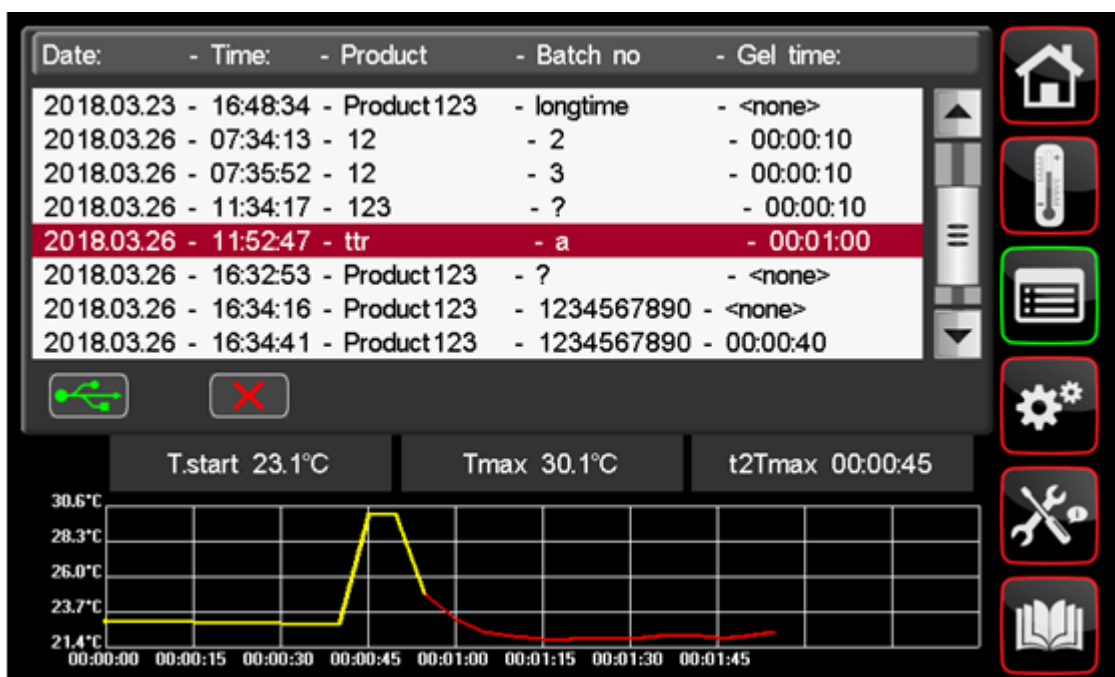 Date: - Time: - Product - Batch no - Gel time:
2018.03.23 - 16:48:34 - Product123 - longtime - <none>
2018.03.26 - 07:34:13 - 12 - 2 - 00:00:10
2018.03.26 - 07:35:52 - 12 - 3 - 00:00:10
2018.03.26 - 11:34:17 - 123 - ? - 00:00:10
2018.03.26 - 11:52:47 - ttr - a - 00:01:00
2018.03.26 - 16:32:53 - Product123 - ? - <none>
2018.03.26 - 16:34:16 - Product123 - 1234567890 - <none>
2018.03.26 - 16:34:41 - Product123 - 1234567890 - 00:00:40
T.start 23.1°C Tmax 30.1°C t2Tmax 00:00:45
30.6°C
28.3°C
26.0°C
23.7°C
21.4°C
00:00:00 00:00:15 00:00:30 00:00:45 00:01:00 00:01:15 00:01:30 00:01:45